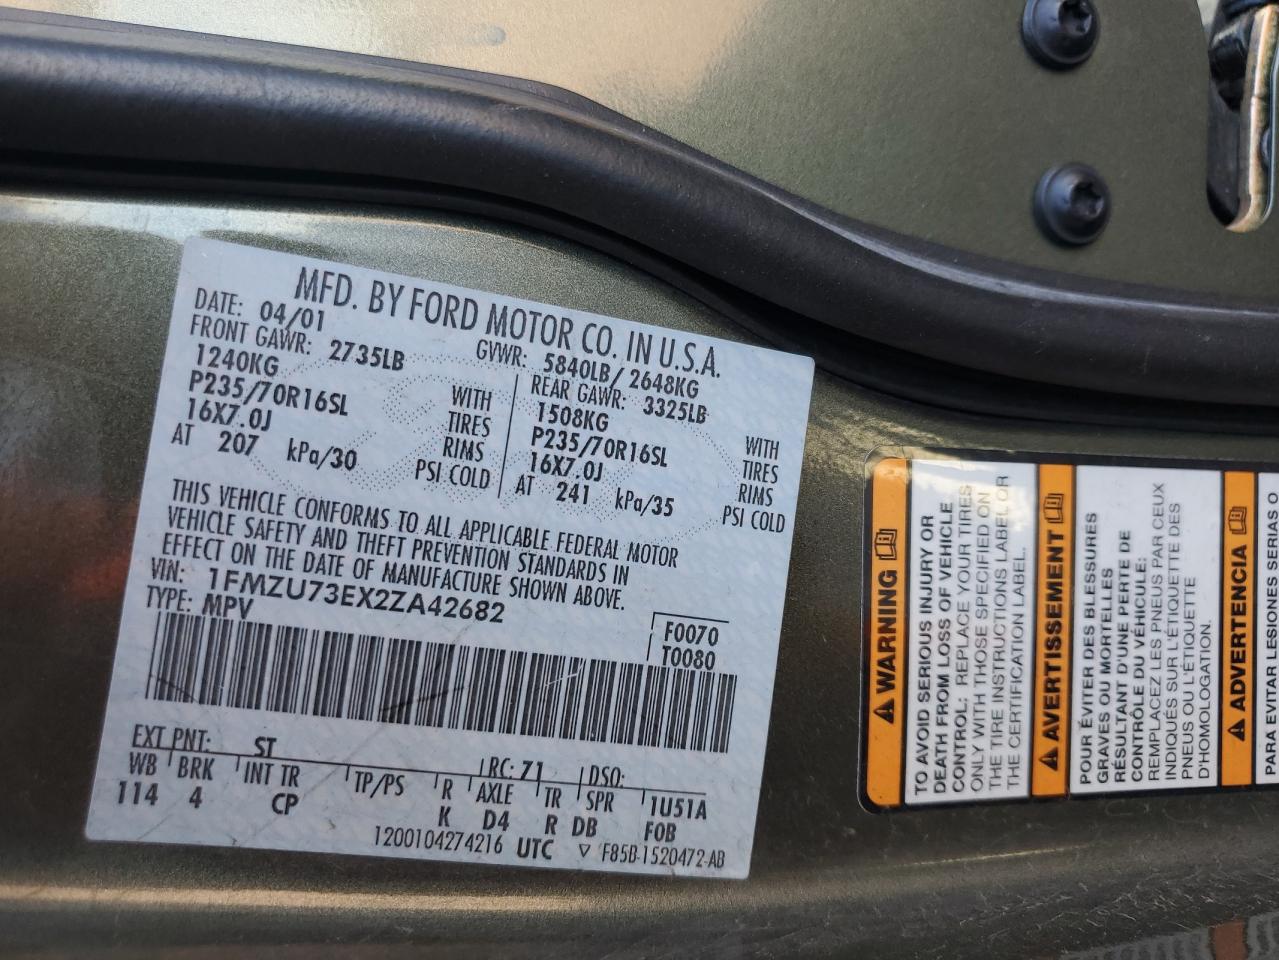 MFD. BY FORD MOTOR CO. IN U.S.A.
DATE: 04/01 GVWR: 5840LB/ 2648KG
FRONT GAWR: 2735LB REAR GAWR: 3325LB
1240KG WITH 1508KG WITH
P235/70R16SL TIRES P235/70R16SL TIRES
16X7.0J RIMS 16X7.0J RIMS
AT 207 kPa/30 PSI COLD AT 241 kPa/35 PSI COLD
THIS VEHICLE CONFORMS TO ALL APPLICABLE FEDERAL MOTOR
VEHICLE SAFETY AND THEFT PREVENTION STANDARDS IN
EFFECT ON THE DATE OF MANUFACTURE SHOWN ABOVE.
VIN: 1FMZU73EX2ZA42682
TYPE: MPV
F0070
T0080
EXT PNT: ST RC: 71 DSO:
WB BRK INT TR TP/PS R AXLE TR SPR 1U51A
114 4 CP K D4 R DB FOB
1200104274216 UTC ▽ F85B-1520472-AB
WARNING
TO AVOID SERIOUS INJURY OR
DEATH FROM LOSS OF VEHICLE
CONTROL: REPLACE YOUR TIRES
ONLY WITH THOSE SPECIFIED ON
THE TIRE INSTRUCTIONS LABEL OR
THE CERTIFICATION LABEL.
AVERTISSEMENT
POUR ÉVITER DES BLESSURES
GRAVES OU MORTELLES
RÉSULTANT D'UNE PERTE DE
CONTRÔLE DU VÉHICULE:
REMPLACEZ LES PNEUS PAR CEUX
INDIQUÉS SUR L'ÉTIQUETTE DES
PNEUS OU L'ÉTIQUETTE
D'HOMOLOGATION.
ADVERTENCIA
PARA EVITAR LESIONES SERIAS O